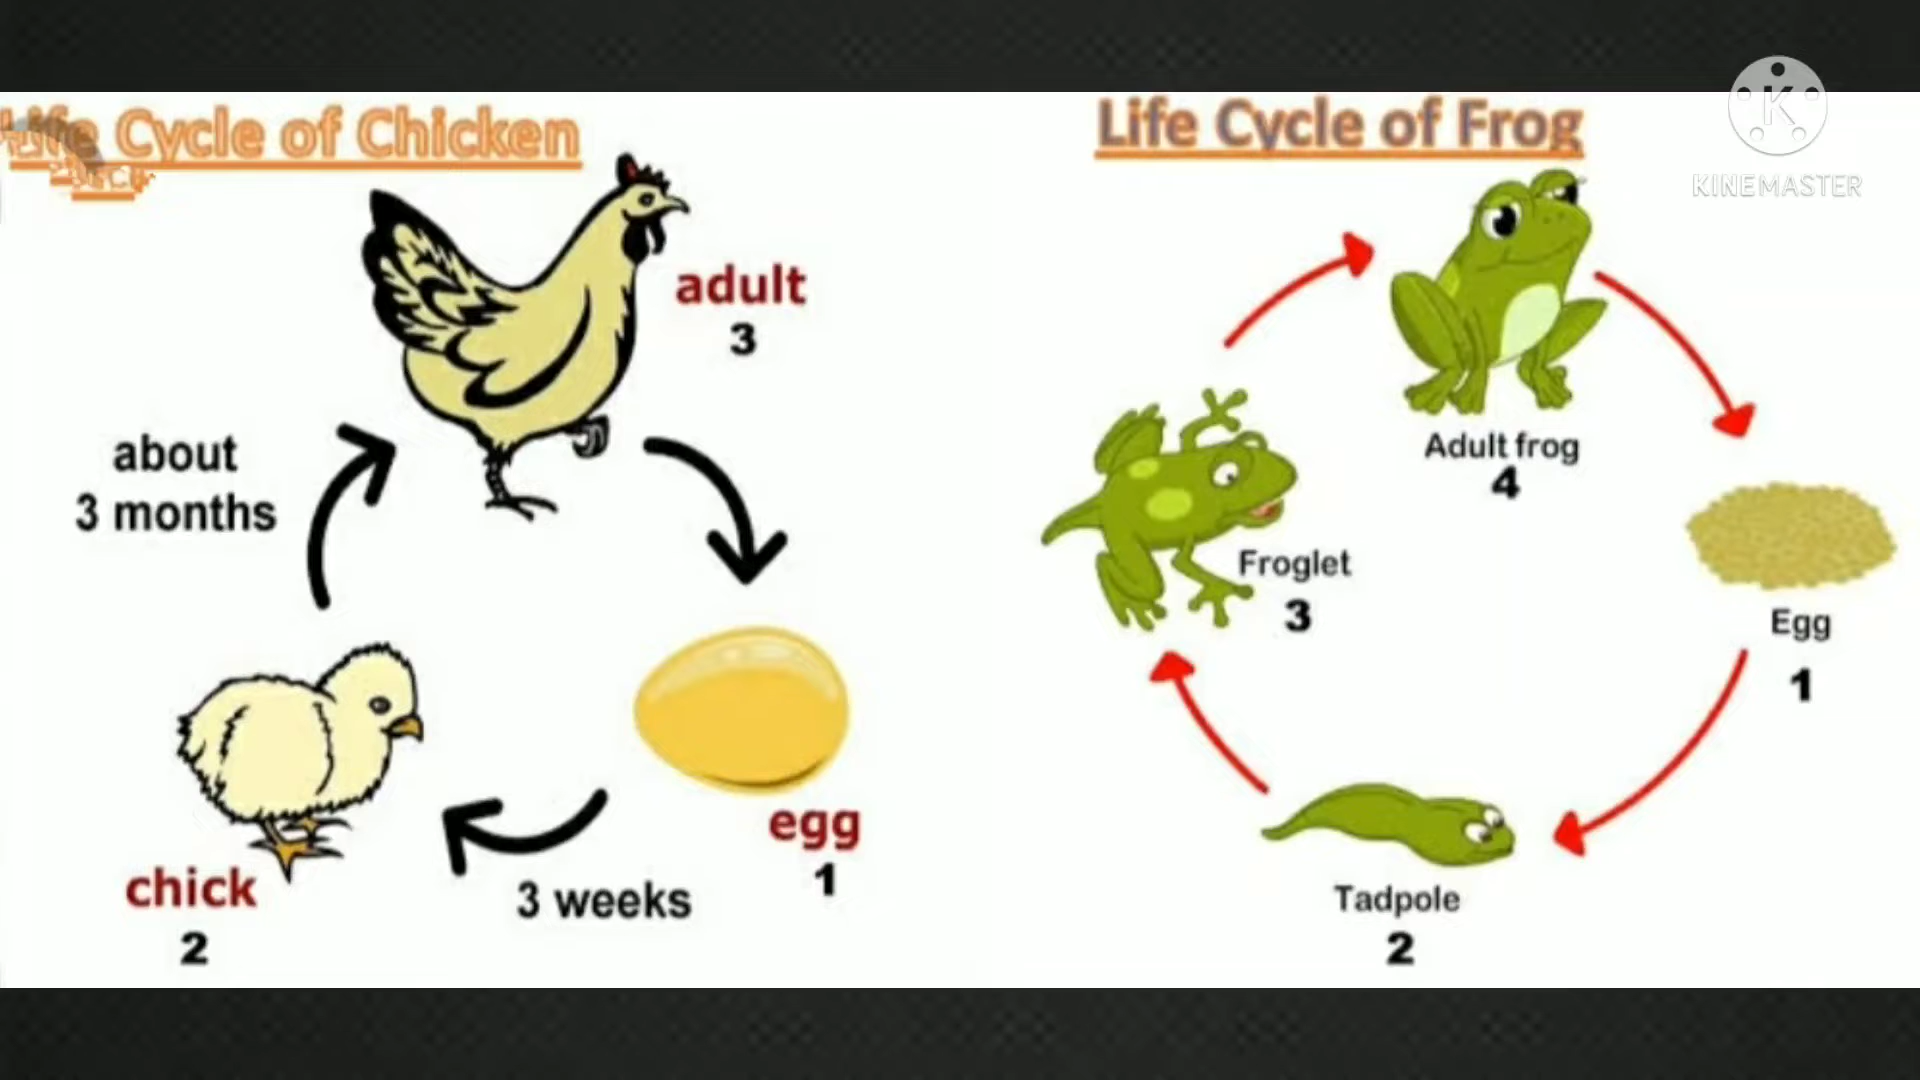 Life Cycle of Chicken
adult
3
about
3 months
egg
1
3 weeks
chick
2
Life Cycle of Frog
Adult frog
4
Egg
1
Froglet
3
Tadpole
2
K
KINEMASTER